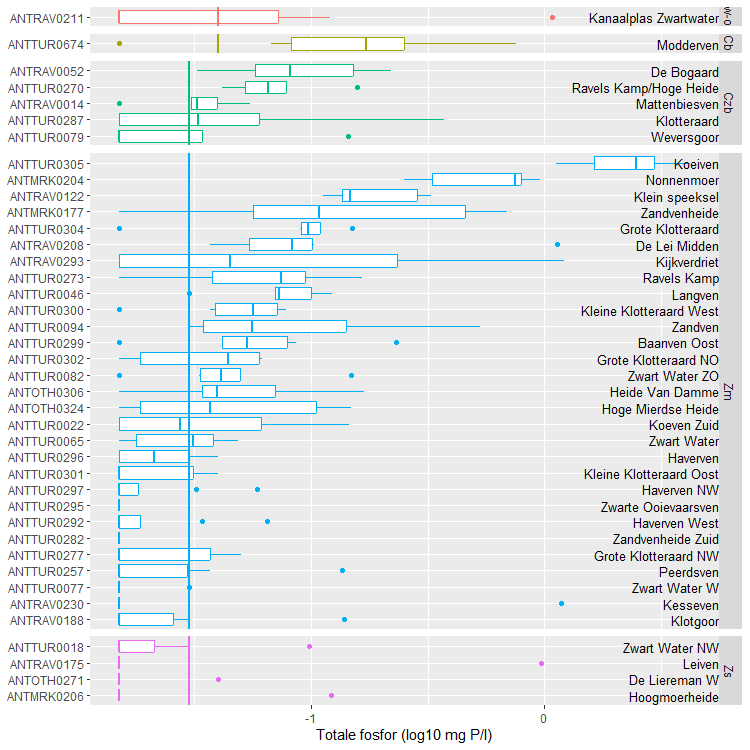 ANTRAV0211 Kanaalplas Zwartwater
ANTTUR0674 Modderven Cb
ANTRAV0052 De Bogaard
ANTTUR0270 Ravels Kamp/Hoge Heide
ANTRAV0014 Mattenbiesven Czb
ANTTUR0287 Klotteraard
ANTTUR0079 Weversgoor
ANTTUR0305 Koeiven
ANTMRK0204 Nonnenmoer
ANTRAV0122 Klein speeksel
ANTMRK0177 Zandvenheide
ANTTUR0304 Grote Klotteraard
ANTRAV0208 De Lei Midden
ANTRAV0293 Kijkverdriet
ANTTUR0273 Ravels Kamp
ANTTUR0046 Langven
ANTTUR0300 Kleine Klotteraard West
ANTTUR0094 Zandven
ANTTUR0299 Baanven Oost
ANTTUR0302 Grote Klotteraard NO
ANTTUR0082 Zwart Water ZO
ANTOTH0306 Heide Van Damme Zm
ANTOTH0324 Hoge Mierdse Heide
ANTTUR0022 Koeven Zuid
ANTTUR0065 Zwart Water
ANTTUR0296 Haverven
ANTTUR0301 Kleine Klotteraard Oost
ANTTUR0297 Haverven NW
ANTTUR0295 Zwarte Ooievaarsven
ANTTUR0292 Haverven West
ANTTUR0282 Zandvenheide Zuid
ANTTUR0277 Grote Klotteraard NW
ANTTUR0257 Peerdsven
ANTTUR0077 Zwart Water W
ANTRAV0230 Kesseven
ANTRAV0188 Klotgoor
ANTTUR0018 Zwart Water NW
ANTRAV0175 Leiven Zs
ANTOTH0271 De Liereman W
ANTMRK0206 Hoogmoerheide
-1 0
Totale fosfor (log10 mg P/l)